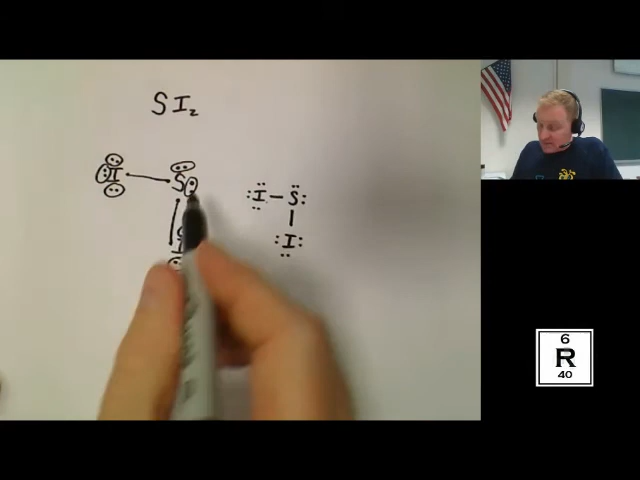 SI₂
I — S
:I — S:
I
:I:
6
R
40